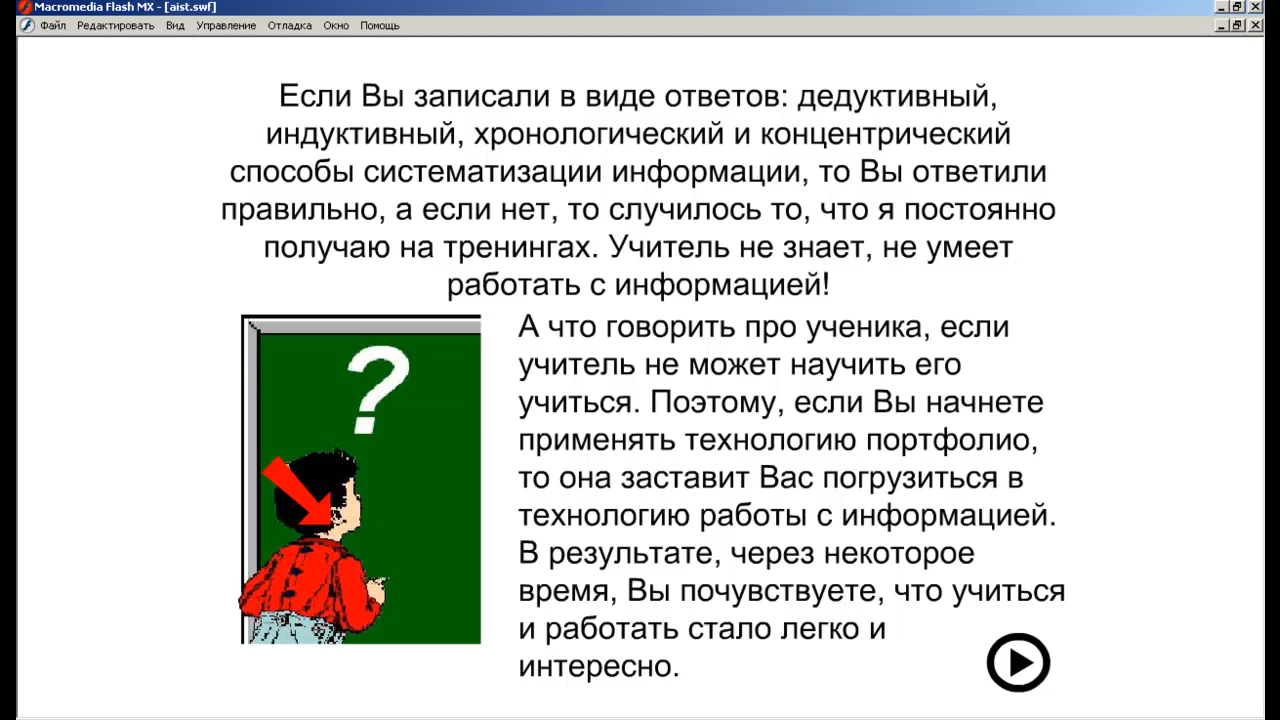 Macromedia Flash MX - [aist.swf]
Файл Редактировать Вид Управление Отладка Окно Помощь
Если Вы записали в виде ответов: дедуктивный,
индуктивный, хронологический и концентрический
способы систематизации информации, то Вы ответили
правильно, а если нет, то случилось то, что я постоянно
получаю на тренингах. Учитель не знает, не умеет
работать с информацией!
?
А что говорить про ученика, если
учитель не может научить его
учиться. Поэтому, если Вы начнете
применять технологию портфолио,
то она заставит Вас погрузиться в
технологию работы с информацией.
В результате, через некоторое
время, Вы почувствуете, что учиться
и работать стало легко и
интересно.